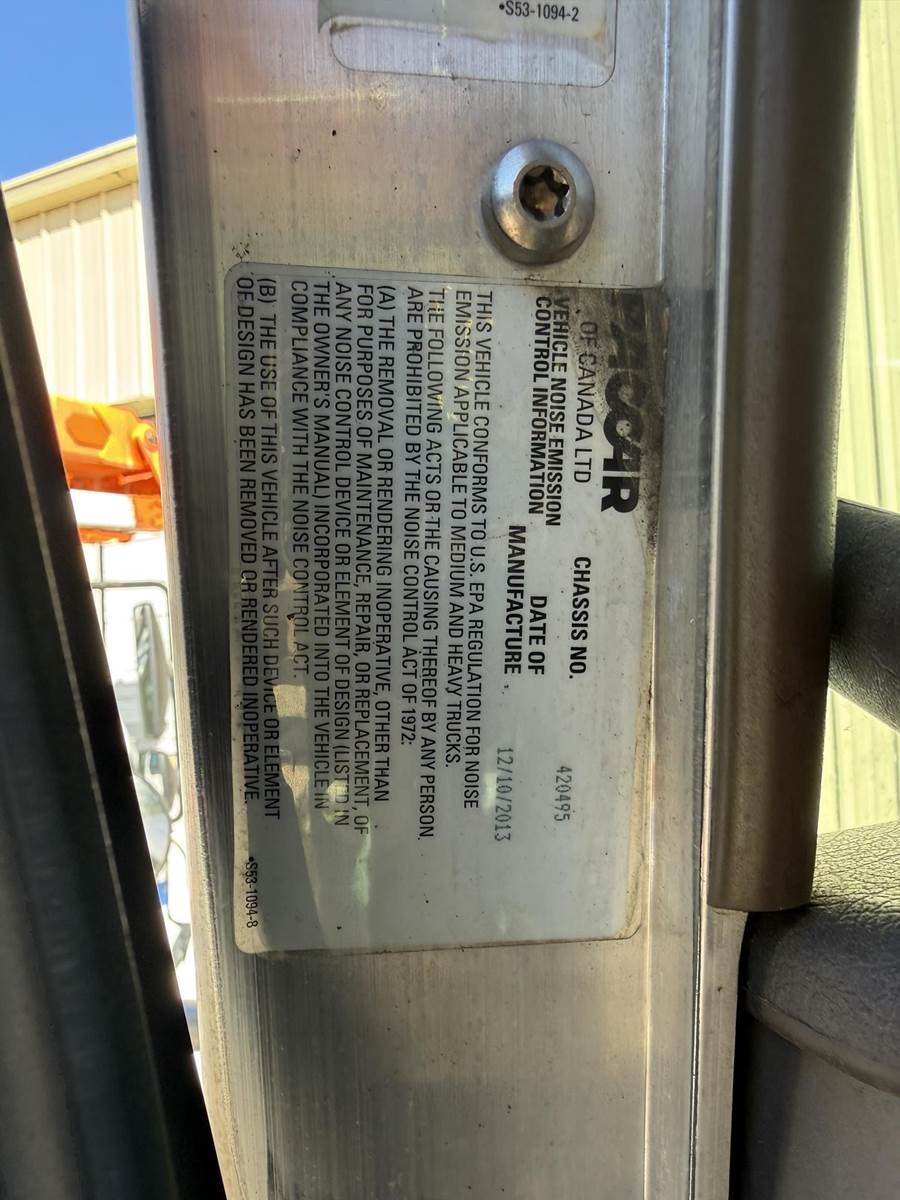 •S53-1094-2
PACCAR
OF CANADA LTD
VEHICLE NOISE EMISSION
CONTROL INFORMATION
CHASSIS NO. 420495
DATE OF
MANUFACTURE : 12/10/2013
THIS VEHICLE CONFORMS TO U.S. EPA REGULATION FOR NOISE
EMISSION APPLICABLE TO MEDIUM AND HEAVY TRUCKS.
THE FOLLOWING ACTS OR THE CAUSING THEREOF BY ANY PERSON,
ARE PROHIBITED BY THE NOISE CONTROL ACT OF 1972:
(A) THE REMOVAL OR RENDERING INOPERATIVE, OTHER THAN
FOR PURPOSES OF MAINTENANCE, REPAIR, OR REPLACEMENT, OF
ANY NOISE CONTROL DEVICE OR ELEMENT OF DESIGN (LISTED IN
THE OWNER'S MANUAL) INCORPORATED INTO THE VEHICLE IN
COMPLIANCE WITH THE NOISE CONTROL ACT.
(B) THE USE OF THIS VEHICLE AFTER SUCH DEVICE OR ELEMENT
OF DESIGN HAS BEEN REMOVED OR RENDERED INOPERATIVE.
•S53-1094-8